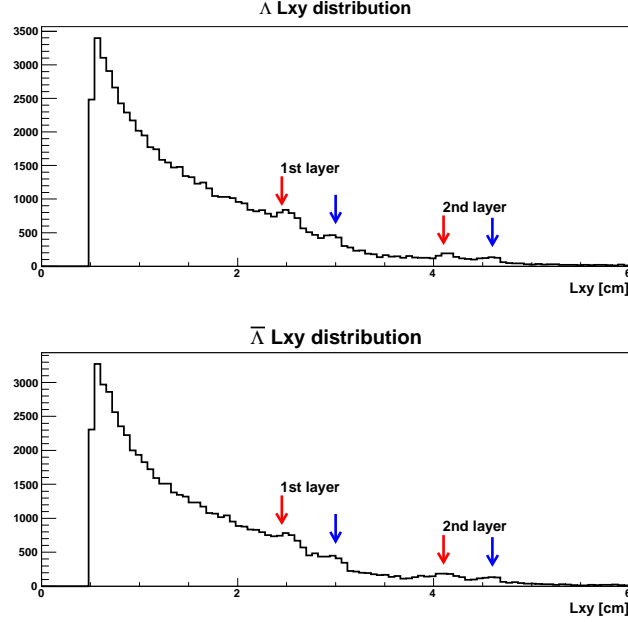 Λ Lxy distribution
3500
3000
2500
2000
1500
1000
500
0
1st layer
2nd layer
0 2 4 6
Lxy [cm]
Λ̅ Lxy distribution
3000
2500
2000
1500
1000
500
0
1st layer
2nd layer
0 2 4 6
Lxy [cm]